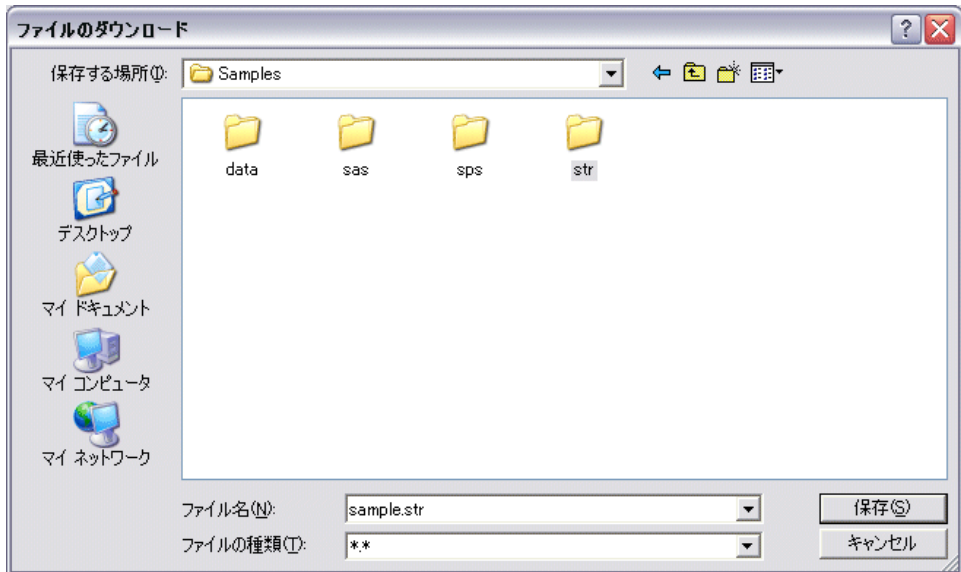 ファイルのダウンロード
保存する場所(I):
Samples
最近使ったファイル
デスクトップ
マイ ドキュメント
マイ コンピュータ
マイ ネットワーク
data
sas
sps
str
ファイル名(N):
sample.str
保存(S)
ファイルの種類(T):
*.*
キャンセル